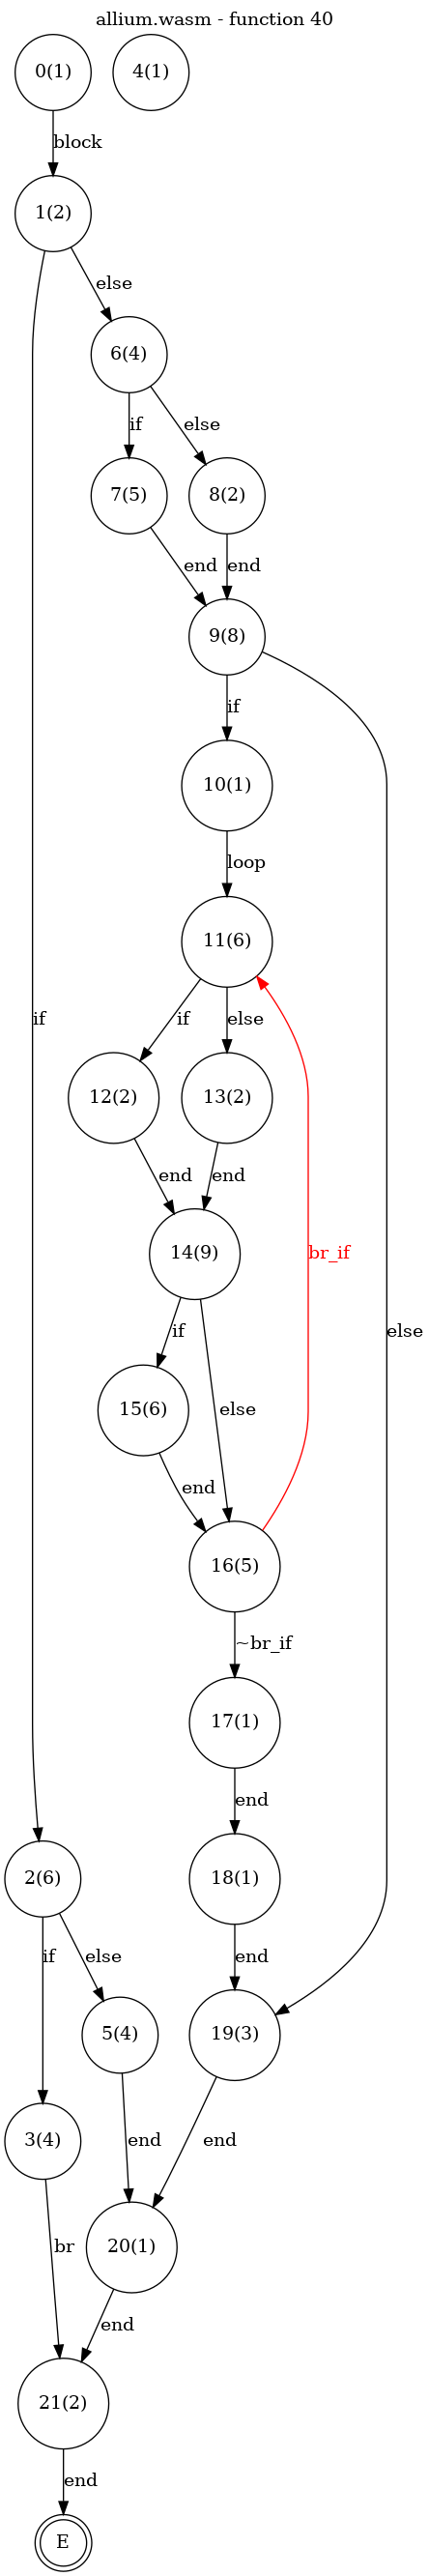 allium.wasm - function 40
0(1)
4(1)
block
1(2)
else
6(4)
if
else
7(5)
8(2)
end
end
9(8)
if
10(1)
loop
11(6)
if
if
else
12(2)
13(2)
end
end
14(9)
br_if
if
else
15(6)
else
end
16(5)
~br_if
17(1)
end
18(1)
2(6)
if
else
end
5(4)
19(3)
3(4)
end
end
br
20(1)
end
21(2)
end
E